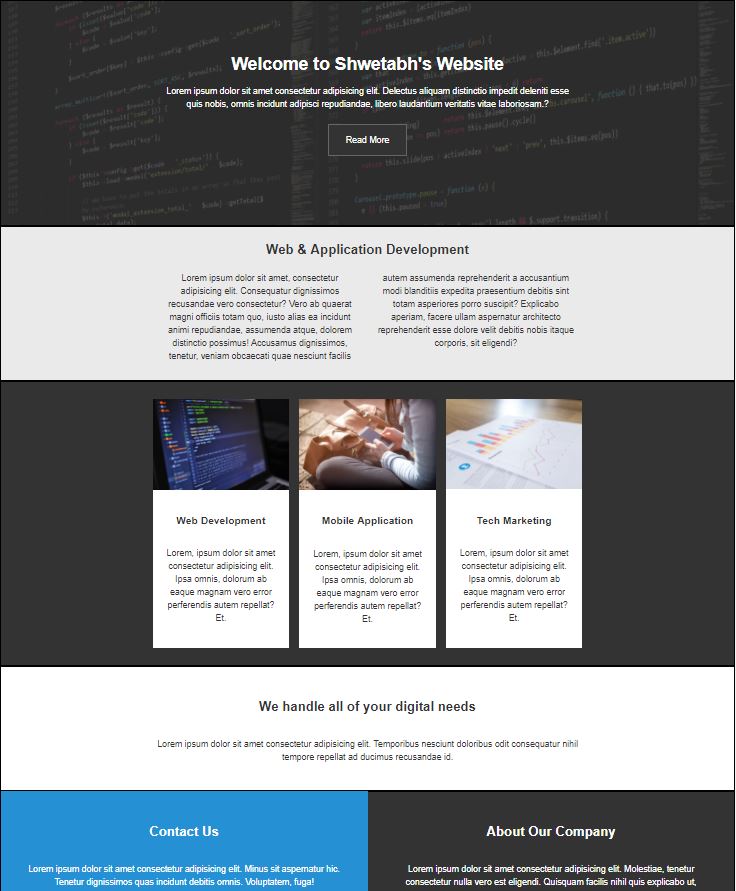 Welcome to Shwetabh's Website
Lorem ipsum dolor sit amet consectetur adipisicing elit. Delectus aliquam distinctio impedit deleniti esse
quis nobis, omnis incidunt adipisci repudiandae, libero laudantium veritatis vitae laboriosam.?
Read More
Web & Application Development
Lorem ipsum dolor sit amet, consectetur
adipisicing elit. Consequatur dignissimos
recusandae vero consectetur? Vero ab quaerat
magni officiis totam quo, iusto alias ea incidunt
animi repudiandae, assumenda atque, dolorem
distinctio possimus! Accusamus dignissimos,
tenetur, veniam obcaecati quae nesciunt facilis
autem assumenda reprehenderit a accusantium
modi blanditiis expedita praesentium debitis sint
totam asperiores porro suscipit? Explicabo
aperiam, facere ullam aspernatur architecto
reprehenderit esse dolore velit debitis nobis itaque
corporis, sit eligendi?
Web Development
Lorem, ipsum dolor sit amet
consectetur adipisicing elit.
Ipsa omnis, dolorum ab
eaque magnam vero error
perferendis autem repellat?
Et.
Mobile Application
Lorem, ipsum dolor sit amet
consectetur adipisicing elit.
Ipsa omnis, dolorum ab
eaque magnam vero error
perferendis autem repellat?
Et.
Tech Marketing
Lorem, ipsum dolor sit amet
consectetur adipisicing elit.
Ipsa omnis, dolorum ab
eaque magnam vero error
perferendis autem repellat?
Et.
We handle all of your digital needs
Lorem ipsum dolor sit amet consectetur adipisicing elit. Temporibus nesciunt doloribus odit consequatur nihil
tempore repellat ad ducimus recusandae id.
Contact Us
Lorem ipsum dolor sit amet consectetur adipisicing elit. Minus sit aspernatur hic.
Tenetur dignissimos quas incidunt debitis omnis. Voluptatem, fuga!
About Our Company
Lorem ipsum dolor sit amet consectetur adipisicing elit. Molestiae, tenetur
consectetur nulla vero est eligendi. Quisquam facilis nihil quis explicabo ut,